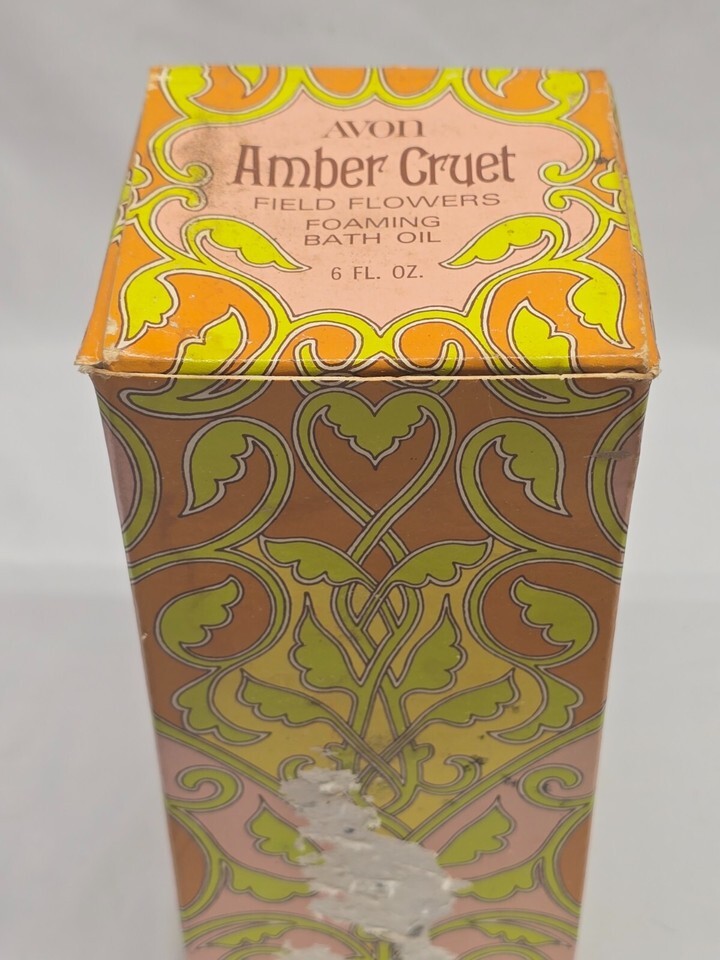 AVON
Amber Cruet
FIELD FLOWERS
FOAMING
BATH OIL
6 FL. OZ.